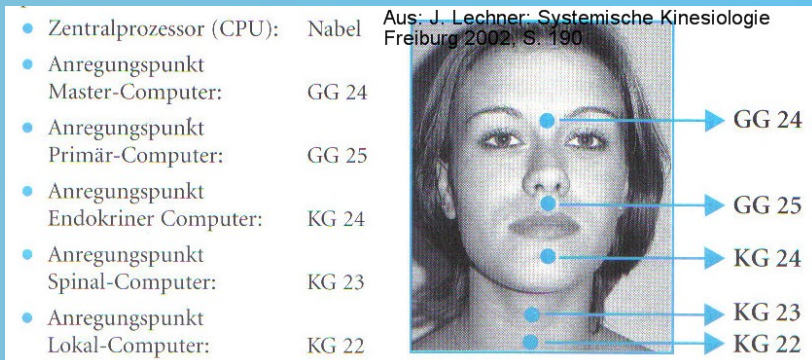 Aus: J. Lechner: Systemische Kinesiologie
Freiburg 2002, S. 190
• Zentralprozessor (CPU): Nabel
• Anregungspunkt
Master-Computer: GG 24
• Anregungspunkt
Primär-Computer: GG 25
• Anregungspunkt
Endokriner Computer: KG 24
• Anregungspunkt
Spinal-Computer: KG 23
• Anregungspunkt
Lokal-Computer: KG 22
GG 24
GG 25
KG 24
KG 23
KG 22